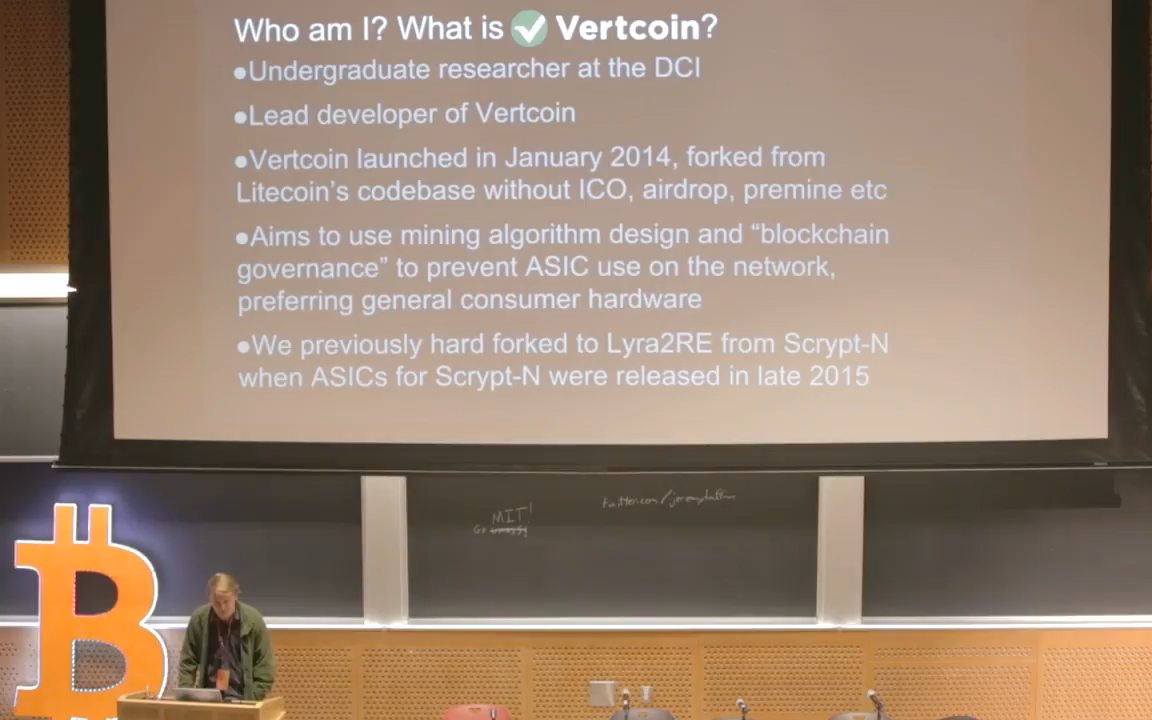 Who am I? What is Vertcoin?
●Undergraduate researcher at the DCI
●Lead developer of Vertcoin
●Vertcoin launched in January 2014, forked from
Litecoin's codebase without ICO, airdrop, premine etc
●Aims to use mining algorithm design and “blockchain
governance” to prevent ASIC use on the network,
preferring general consumer hardware
●We previously hard forked to Lyra2RE from Scrypt-N
when ASICs for Scrypt-N were released in late 2015
MIT!
Go